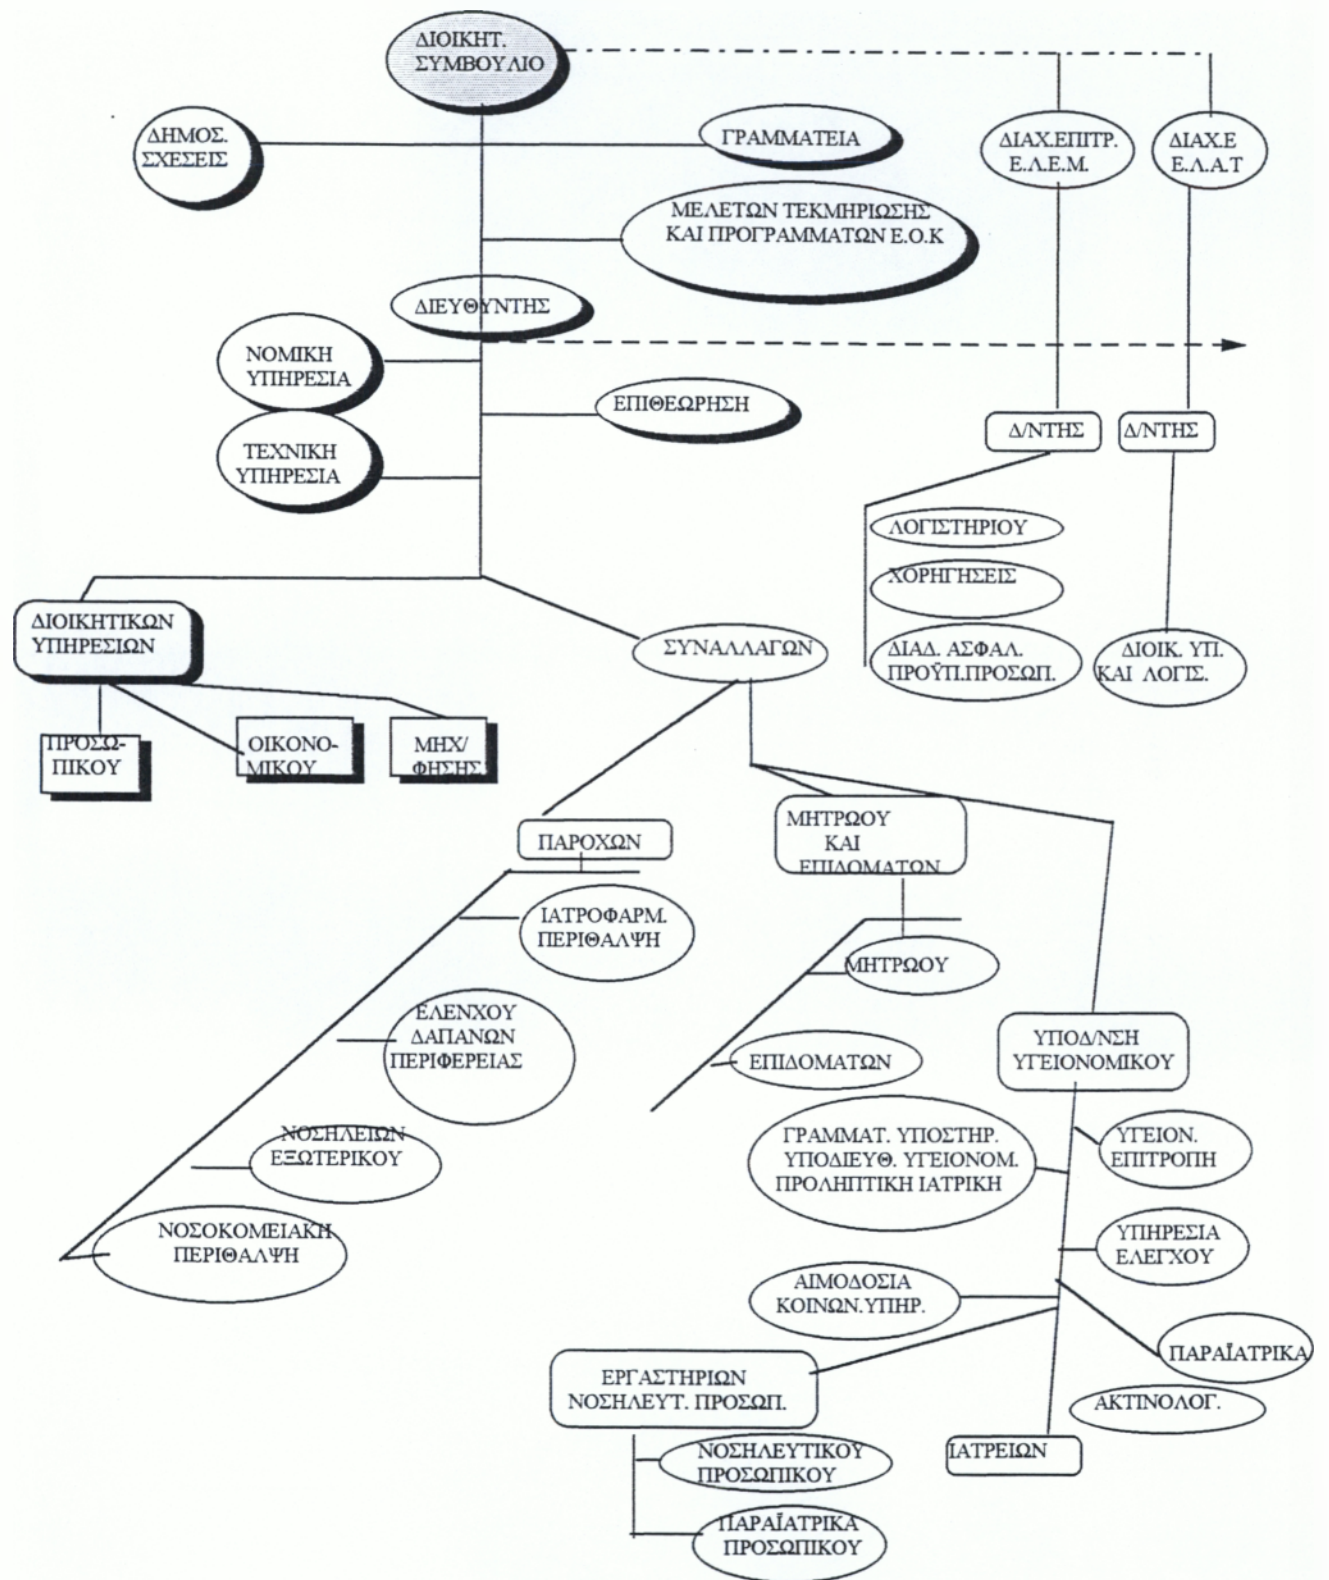 ΔΙΟΙΚΗΤ.
ΣΥΜΒΟΥΛΙΟ
ΔΗΜΟΣ.
ΣΧΕΣΕΙΣ
ΓΡΑΜΜΑΤΕΙΑ
ΔΙΑΧ.ΕΠΙΤΡ.
Ε.Λ.Ε.Μ.
ΔΙΑΧ.Ε
Ε.Λ.Α.Τ
ΜΕΛΕΤΩΝ ΤΕΚΜΗΡΙΩΣΗΣ
ΚΑΙ ΠΡΟΓΡΑΜΜΑΤΩΝ Ε.Ο.Κ
ΔΙΕΥΘΥΝΤΗΣ
ΝΟΜΙΚΗ
ΥΠΗΡΕΣΙΑ
ΕΠΙΘΕΩΡΗΣΗ
Δ/ΝΤΗΣ
Δ/ΝΤΗΣ
ΤΕΧΝΙΚΗ
ΥΠΗΡΕΣΙΑ
ΛΟΓΙΣΤΗΡΙΟΥ
ΧΟΡΗΓΗΣΕΙΣ
ΔΙΑΔ. ΑΣΦΑΛ.
ΠΡΟΫΠ.ΠΡΟΣΩΠ.
ΔΙΟΙΚ. ΥΠ.
ΚΑΙ ΛΟΓΙΣ.
ΔΙΟΙΚΗΤΙΚΩΝ
ΥΠΗΡΕΣΙΩΝ
ΣΥΝΑΛΛΑΓΩΝ
ΠΡΟΣΩ-
ΠΙΚΟΥ
ΟΙΚΟΝΟ-
ΜΙΚΟΥ
ΜΗΧ/
ΦΗΣΗΣ
ΠΑΡΟΧΩΝ
ΜΗΤΡΩΟΥ
ΚΑΙ
ΕΠΙΔΟΜΑΤΩΝ
ΙΑΤΡΟΦΑΡΜ.
ΠΕΡΙΘΑΛΨΗ
ΜΗΤΡΩΟΥ
ΕΛΕΝΧΟΥ
ΔΑΠΑΝΩΝ
ΠΕΡΙΦΕΡΕΙΑΣ
ΕΠΙΔΟΜΑΤΩΝ
ΥΠΟΔ/ΝΣΗ
ΥΓΕΙΟΝΟΜΙΚΟΥ
ΝΟΣΗΛΕΙΩΝ
ΕΞΩΤΕΡΙΚΟΥ
ΓΡΑΜΜΑΤ. ΥΠΟΣΤΗΡ.
ΥΠΟΔΙΕΥΘ. ΥΓΕΙΟΝΟΜ.
ΠΡΟΛΗΠΤΙΚΗ ΙΑΤΡΙΚΗ
ΥΓΕΙΟΝ.
ΕΠΙΤΡΟΠΗ
ΝΟΣΟΚΟΜΕΙΑΚΗ
ΠΕΡΙΘΑΛΨΗ
ΥΠΗΡΕΣΙΑ
ΕΛΕΓΧΟΥ
ΑΙΜΟΔΟΣΙΑ
ΚΟΙΝΩΝ.ΥΠΗΡ.
ΠΑΡΑΪΑΤΡΙΚΑ
ΕΡΓΑΣΤΗΡΙΩΝ
ΝΟΣΗΛΕΥΤ. ΠΡΟΣΩΠ.
ΑΚΤΙΝΟΛΟΓ.
ΙΑΤΡΕΙΩΝ
ΝΟΣΗΛΕΥΤΙΚΟΥ
ΠΡΟΣΩΠΙΚΟΥ
ΠΑΡΑΪΑΤΡΙΚΑ
ΠΡΟΣΩΠΙΚΟΥ